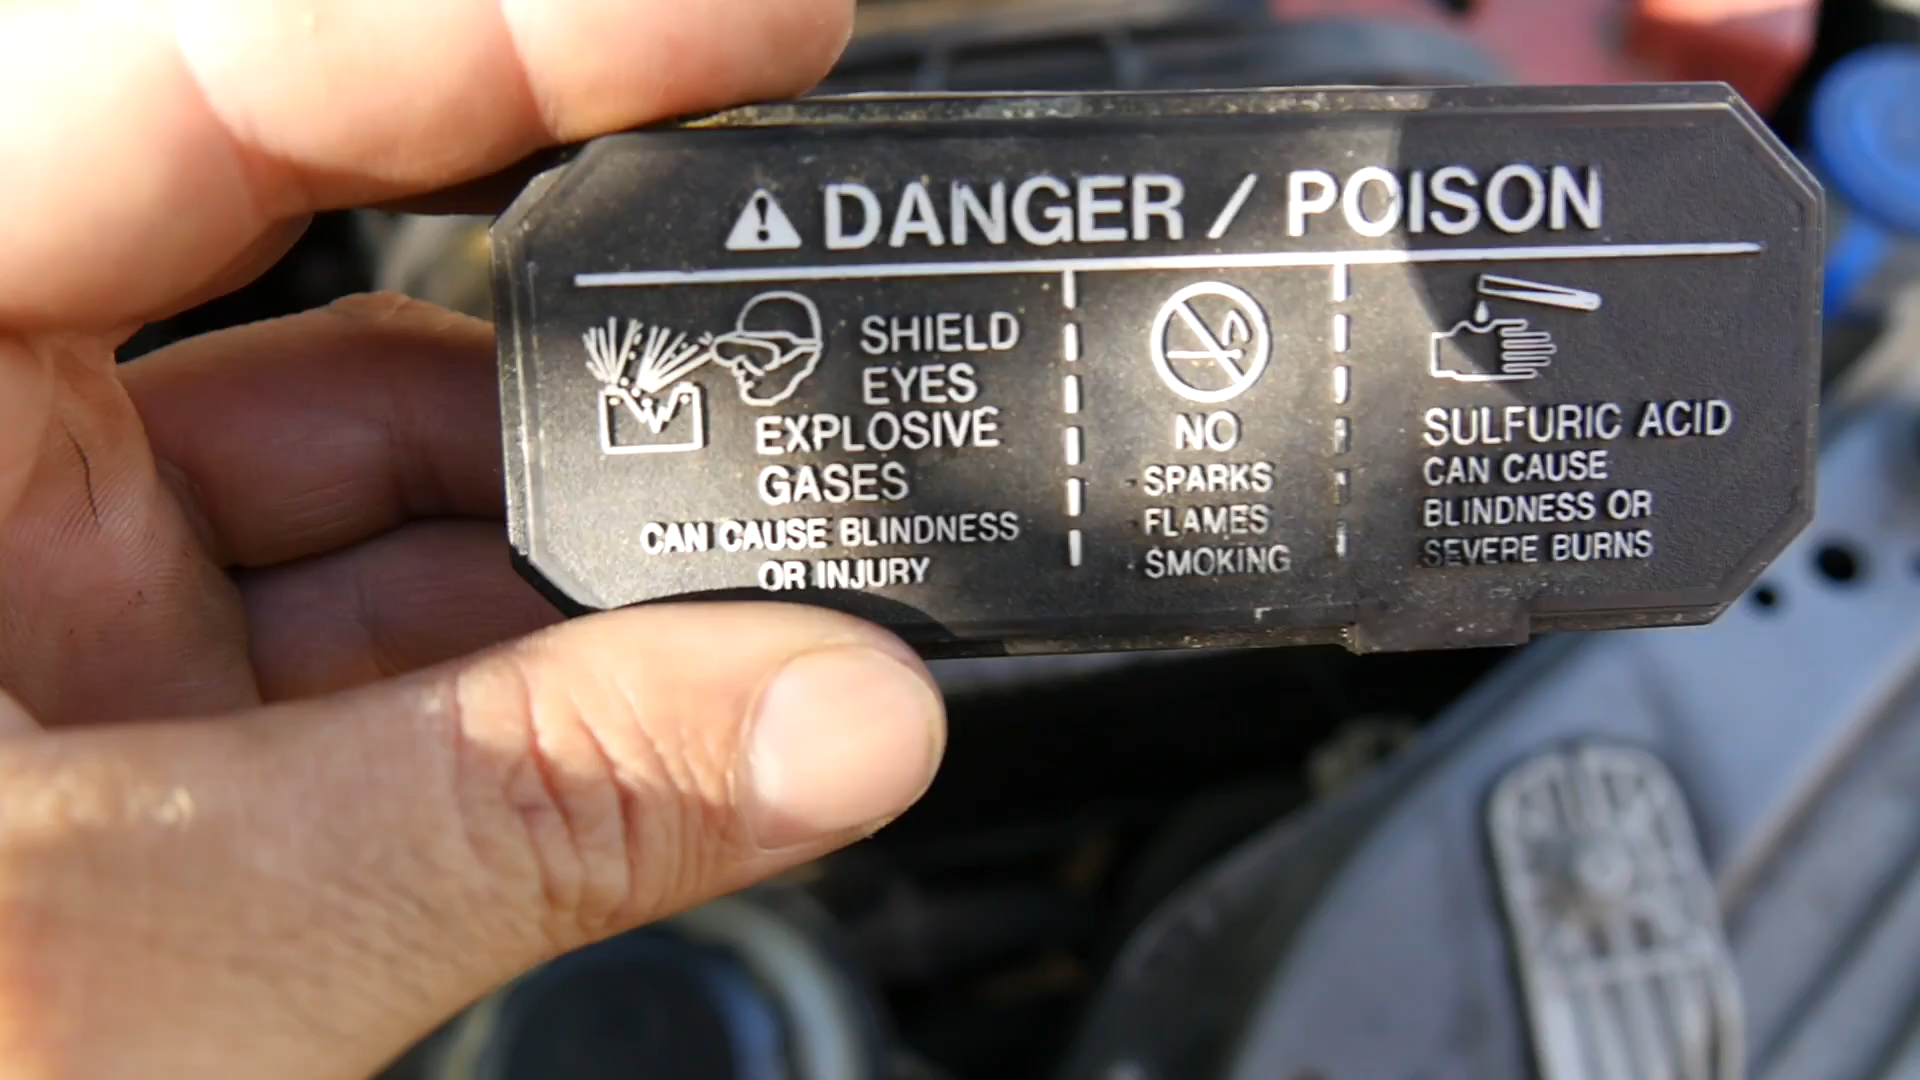 DANGER / POISON
SHIELD
EYES
EXPLOSIVE
GASES
CAN CAUSE BLINDNESS
OR INJURY
NO
SPARKS
FLAMES
SMOKING
SULFURIC ACID
CAN CAUSE
BLINDNESS OR
SEVERE BURNS